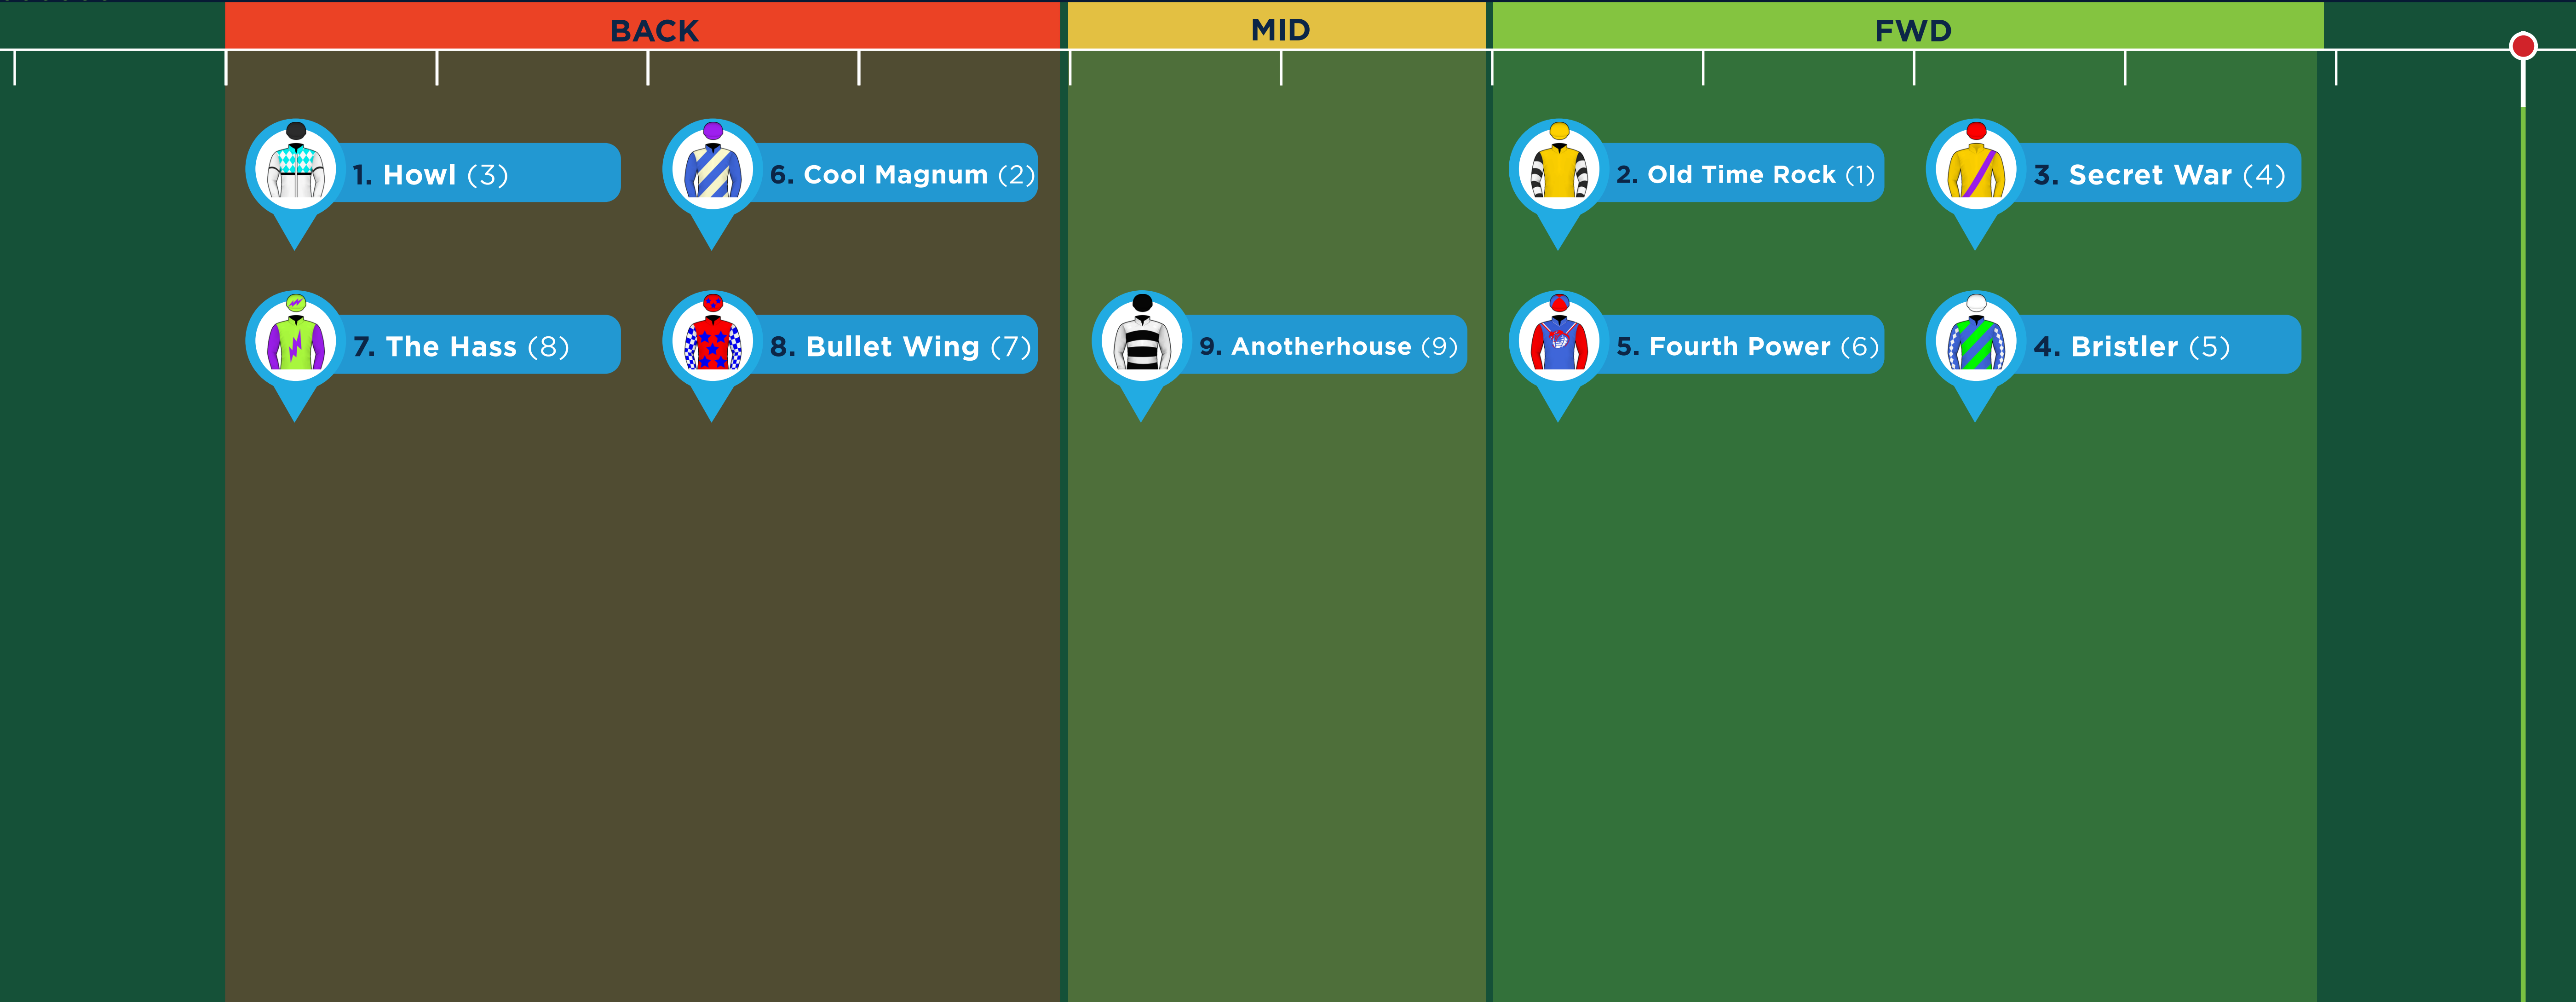 BACK
MID
FWD
1. Howl (3)
6. Cool Magnum (2)
2. Old Time Rock (1)
3. Secret War (4)
7. The Hass (8)
8. Bullet Wing (7)
9. Anotherhouse (9)
5. Fourth Power (6)
4. Bristler (5)